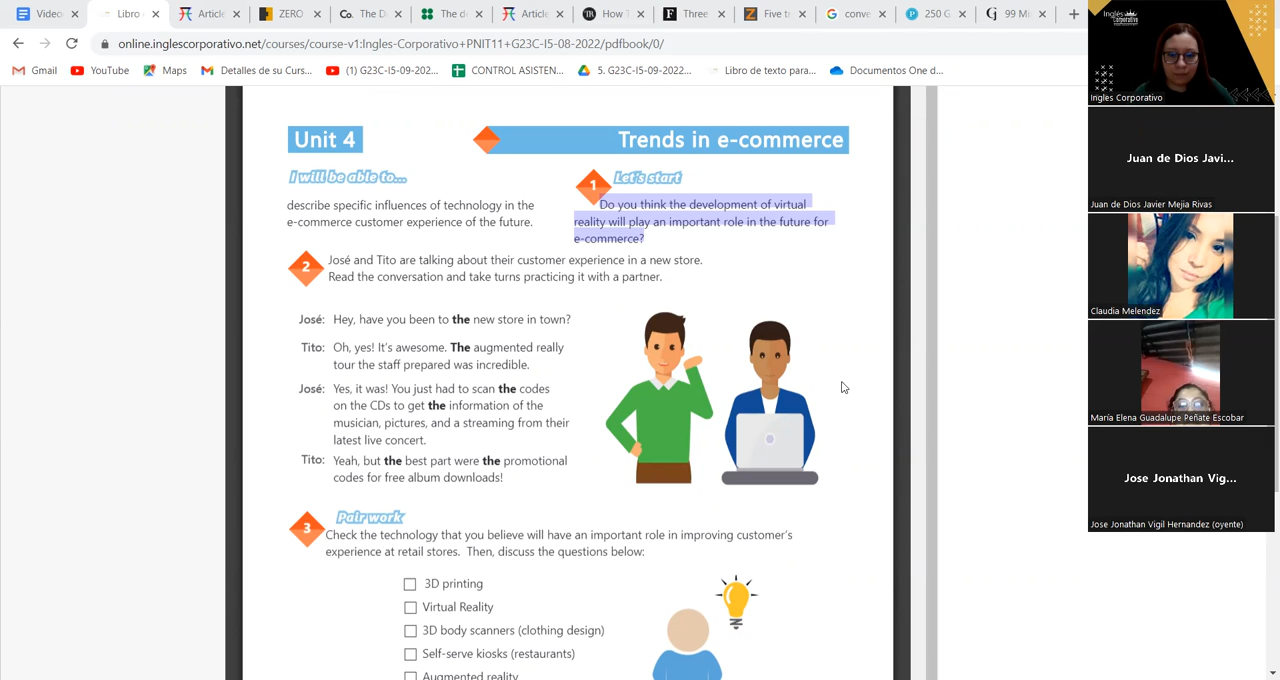 Video
Libro
Article
ZERO
The D
The d
Article
How
Three
Five t
conve
250 G
99 Mi
online.inglescorporativo.net/courses/course-v1:Ingles-Corporativo+PNIT11+G23C-I5-08-2022/pdfbook/0/
Gmail
YouTube
Maps
Detalles de su Curs...
(1) G23C-I5-09-202...
CONTROL ASISTEN...
5. G23C-I5-09-2022...
Libro de texto para...
Documentos One d...
Unit 4
Trends in e-commerce
I will be able to...
describe specific influences of technology in the
e-commerce customer experience of the future.
1 Let's start
Do you think the development of virtual
reality will play an important role in the future for
e-commerce?
2 José and Tito are talking about their customer experience in a new store.
Read the conversation and take turns practicing it with a partner.
José: Hey, have you been to the new store in town?
Tito: Oh, yes! It's awesome. The augmented really
tour the staff prepared was incredible.
José: Yes, it was! You just had to scan the codes
on the CDs to get the information of the
musician, pictures, and a streaming from their
latest live concert.
Tito: Yeah, but the best part were the promotional
codes for free album downloads!
3 Pair work
Check the technology that you believe will have an important role in improving customer's
experience at retail stores. Then, discuss the questions below:
3D printing
Virtual Reality
3D body scanners (clothing design)
Self-serve kiosks (restaurants)
Augmented reality
Inglés
Corporativo
Ingles Corporativo
Juan de Dios Javi...
Juan de Dios Javier Mejia Rivas
Claudia Melendez
María Elena Guadalupe Peñate Escobar
Jose Jonathan Vig...
Jose Jonathan Vigil Hernandez (oyente)